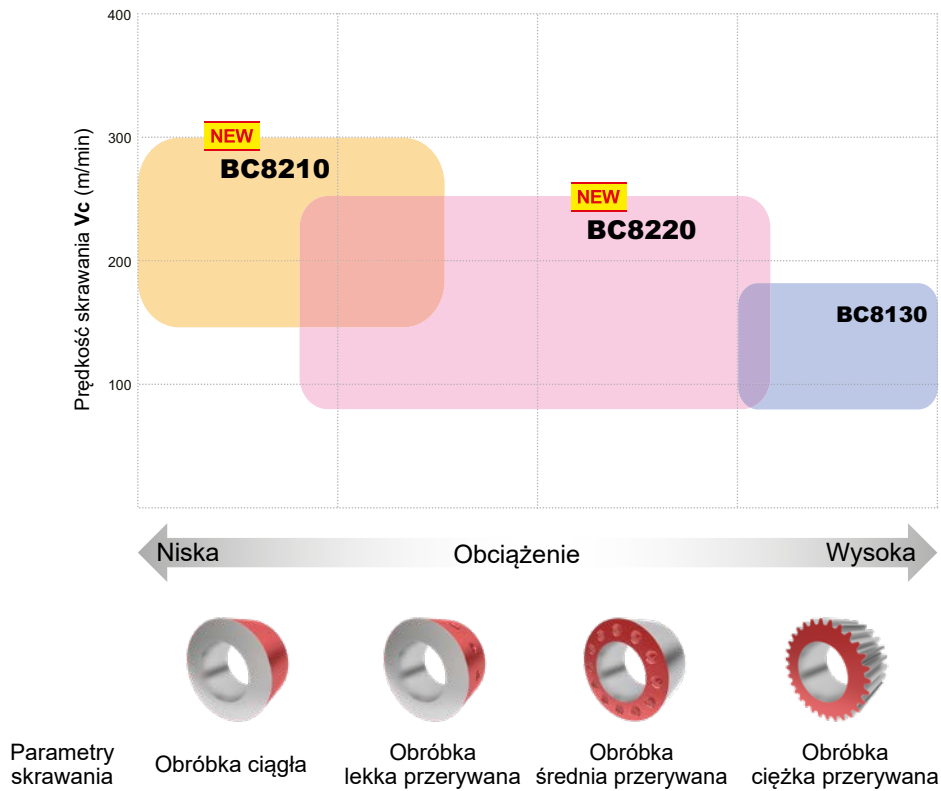 400
300
200
100
Prędkość skrawania Vc (m/min)
NEW
BC8210
NEW
BC8220
BC8130
Niska
Obciążenie
Wysoka
Parametry
skrawania
Obróbka ciągła
Obróbka
lekka przerywana
Obróbka
średnia przerywana
Obróbka
ciężka przerywana